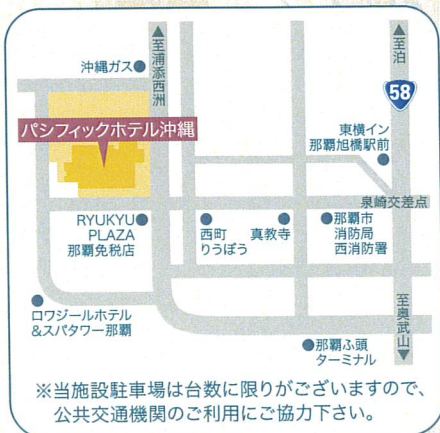 ▲至浦添西洲
▲至泊
沖縄ガス
58
パシフィックホテル沖縄
東横イン
那覇旭橋駅前
泉崎交差点
RYUKYU
PLAZA
那覇免税店
西町
りうぼう
真教寺
那覇市
消防局
西消防署
ロワジールホテル
&スパタワー那覇
至奥武山▼
那覇ふ頭
ターミナル
※当施設駐車場は台数に限りがございますので、
公共交通機関のご利用にご協力下さい。